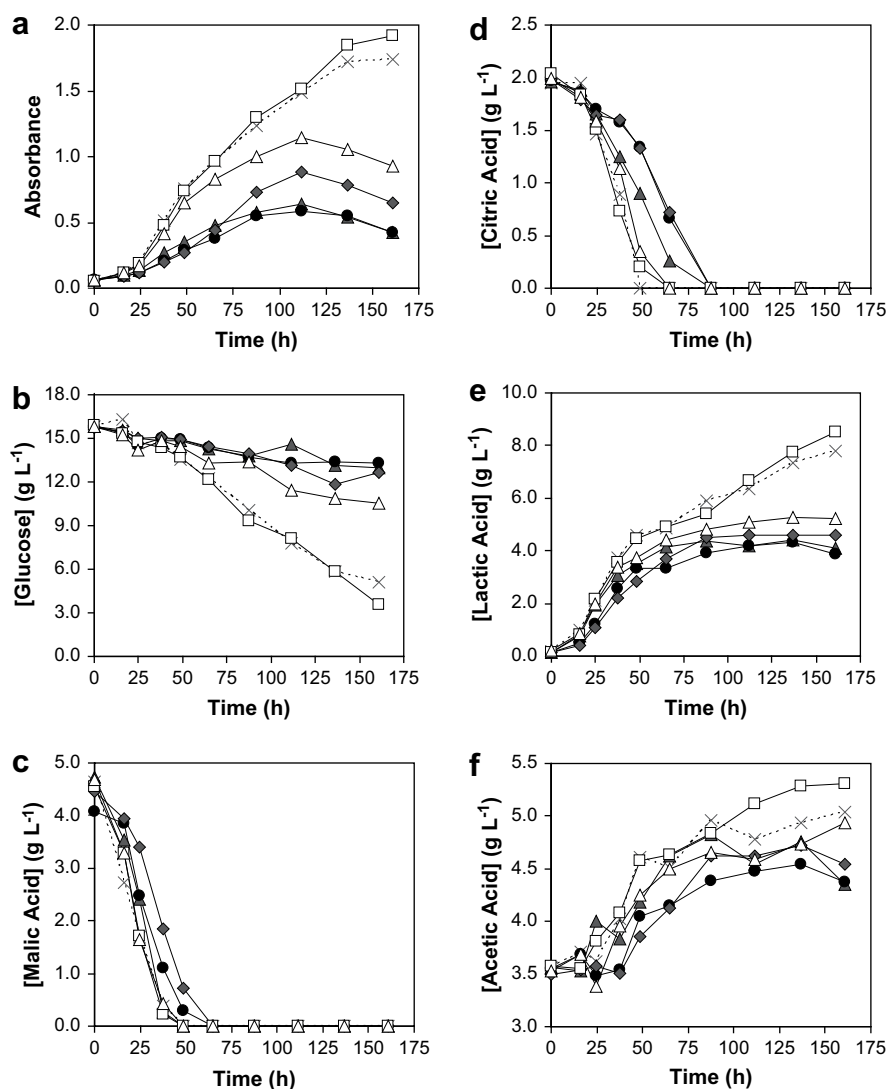 a
Absorbance
2.0
1.5
1.0
0.5
0.0
0 25 50 75 100 125 150 175
Time (h)
b
[Glucose] (g L-1)
18.0
15.0
12.0
9.0
6.0
3.0
0.0
0 25 50 75 100 125 150 175
Time (h)
c
[Malic Acid] (g L-1)
5.0
4.0
3.0
2.0
1.0
0.0
0 25 50 75 100 125 150 175
Time (h)
d
[Citric Acid] (g L-1)
2.5
2.0
1.5
1.0
0.5
0.0
0 25 50 75 100 125 150 175
Time (h)
e
[Lactic Acid] (g L-1)
10.0
8.0
6.0
4.0
2.0
0.0
0 25 50 75 100 125 150 175
Time (h)
f
[Acetic Acid] (g L-1)
5.5
5.0
4.5
4.0
3.5
3.0
0 25 50 75 100 125 150 175
Time (h)